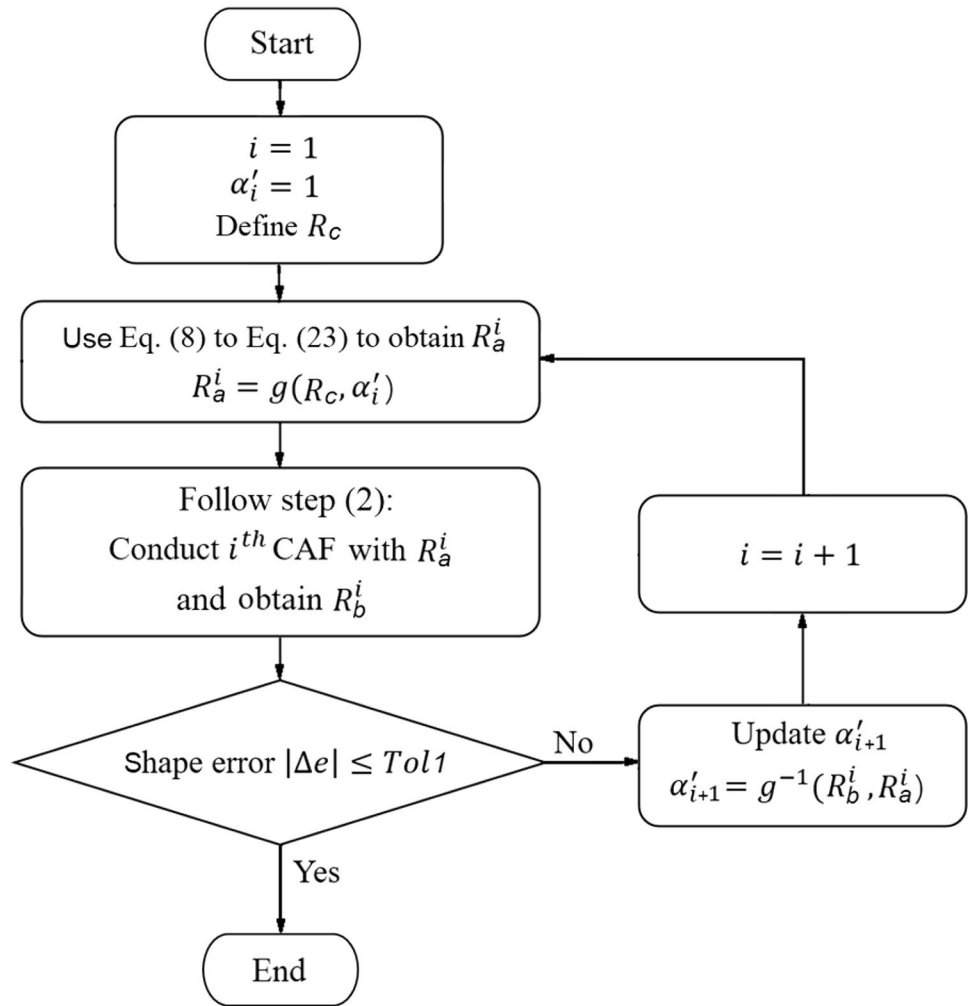 Start
i = 1
α′ᵢ = 1
Define R_c
Use Eq. (8) to Eq. (23) to obtain R_a^i
R_a^i = g(R_c, α′ᵢ)
Follow step (2):
Conduct i^th CAF with R_a^i
and obtain R_b^i
Shape error |Δe| ≤ Tol1
No
Yes
End
Update α′ᵢ₊₁
α′ᵢ₊₁ = g⁻¹(R_b^i, R_a^i)
i = i + 1